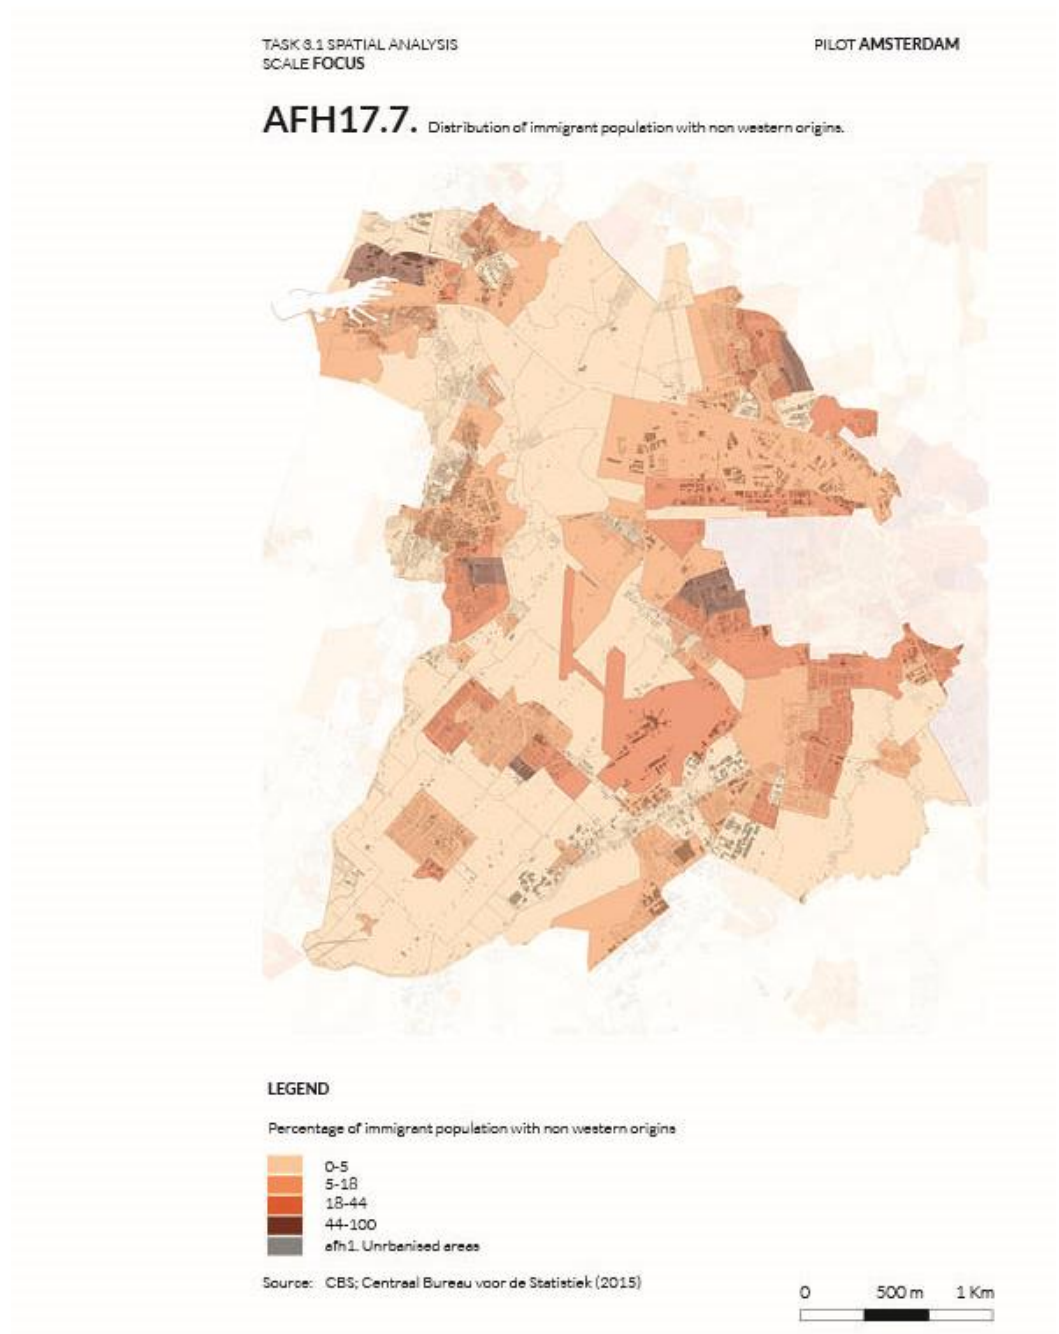 TASK 3.1 SPATIAL ANALYSIS
SCALE FOCUS
PILOT AMSTERDAM
AFH17.7. Distribution of immigrant population with non western origins.
LEGEND
Percentage of immigrant population with non western origins
0-5
5-18
18-44
44-100
afh1. Unrbanised areas
Source: CBS; Centraal Bureau voor de Statistiek (2015)
0 500 m 1 Km